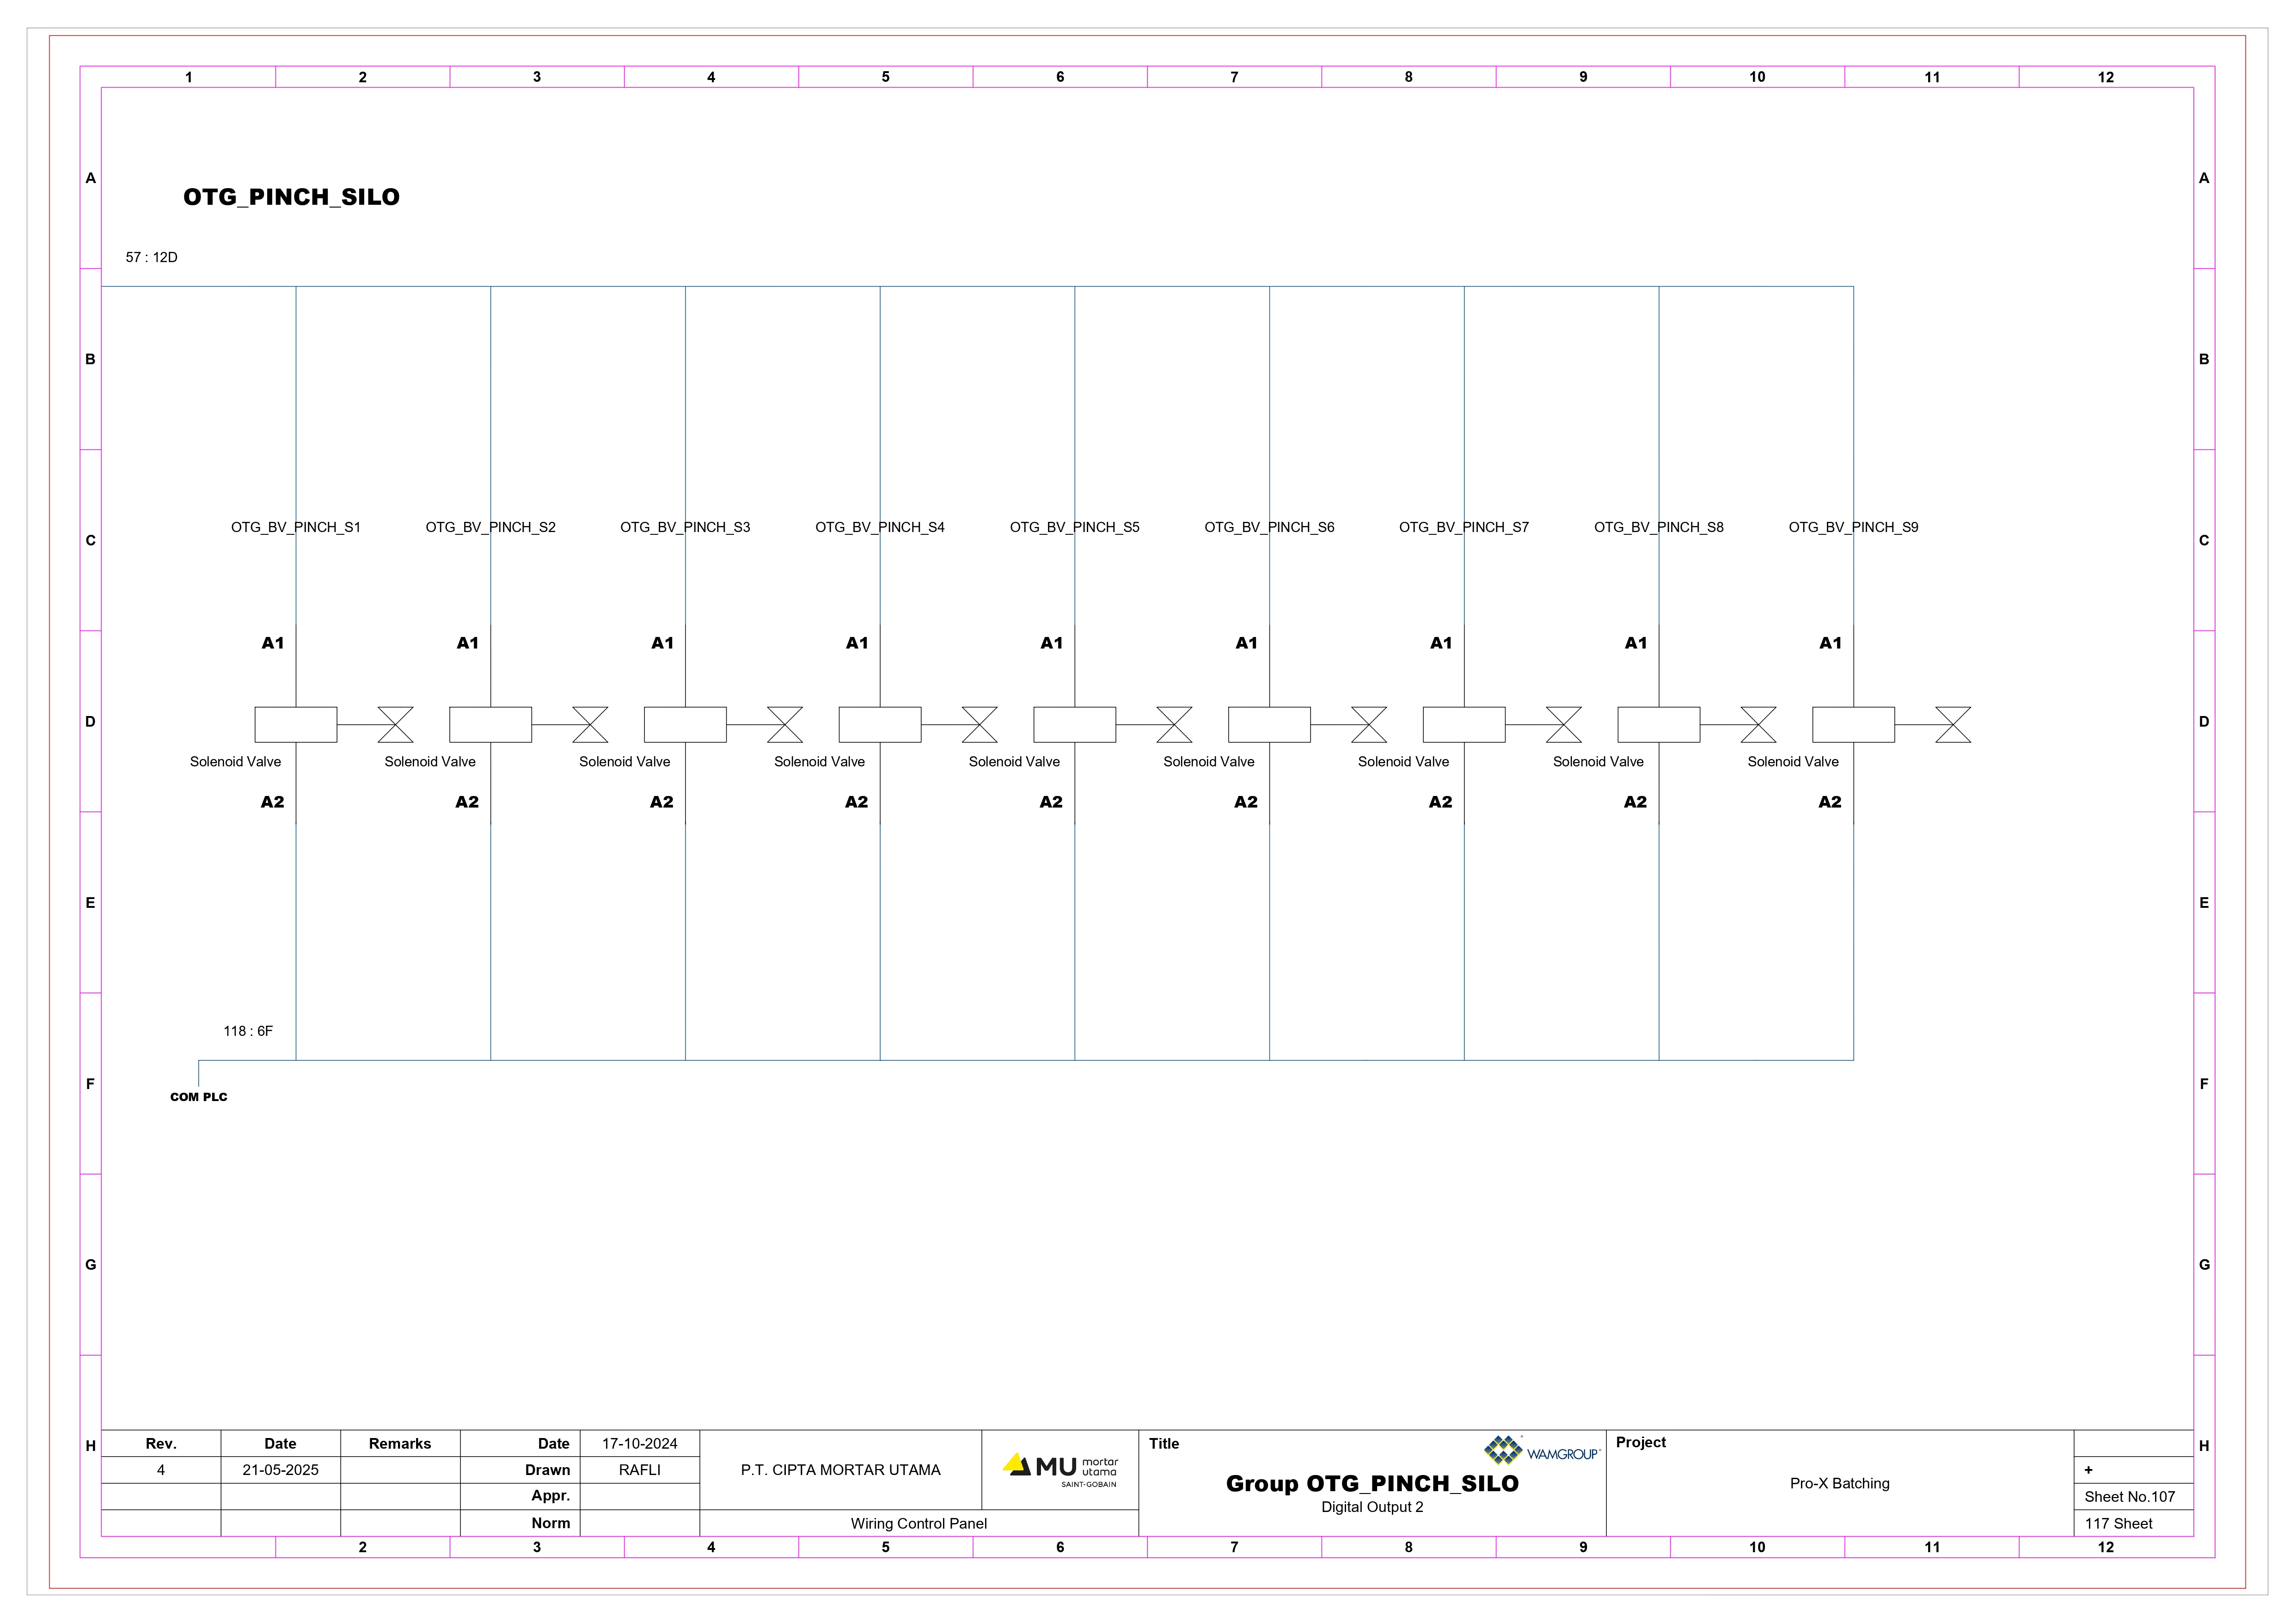 1 2 3 4 5 6 7 8 9 10 11 12
A A
OTG_PINCH_SILO
57 : 12D
B B
OTG_BV_PINCH_S1 OTG_BV_PINCH_S2 OTG_BV_PINCH_S3 OTG_BV_PINCH_S4 OTG_BV_PINCH_S5 OTG_BV_PINCH_S6 OTG_BV_PINCH_S7 OTG_BV_PINCH_S8 OTG_BV_PINCH_S9
C C
A1 A1 A1 A1 A1 A1 A1 A1 A1
D D
Solenoid Valve Solenoid Valve Solenoid Valve Solenoid Valve Solenoid Valve Solenoid Valve Solenoid Valve Solenoid Valve Solenoid Valve
A2 A2 A2 A2 A2 A2 A2 A2 A2
E E
118 : 6F
F F
COM PLC
G G
H H
Rev. Date Remarks Date 17-10-2024
4 21-05-2025 Drawn RAFLI
Appr.
Norm
P.T. CIPTA MORTAR UTAMA
MU mortar
utama
SAINT-GOBAIN
Wiring Control Panel
Title
WAMGROUP®
Group OTG_PINCH_SILO
Digital Output 2
Project
Pro-X Batching
+
Sheet No.107
117 Sheet
2 3 4 5 6 7 8 9 10 11 12